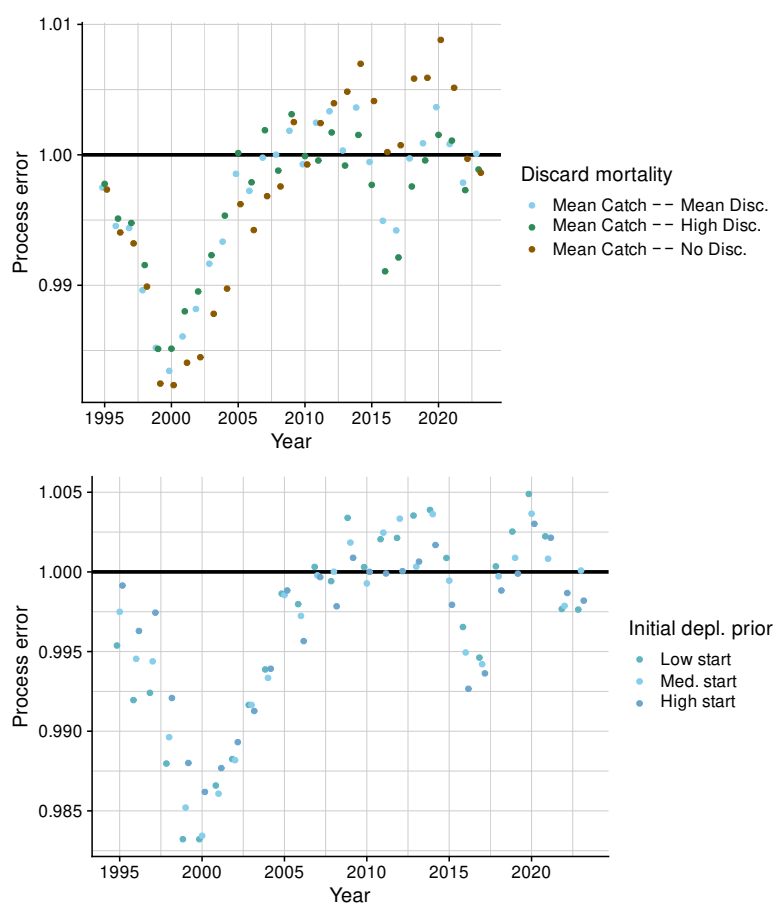 1.01
1.00
0.99
Process error
1995 2000 2005 2010 2015 2020
Year
Discard mortality
Mean Catch −− Mean Disc.
Mean Catch −− High Disc.
Mean Catch −− No Disc.
1.005
1.000
0.995
0.990
0.985
Process error
1995 2000 2005 2010 2015 2020
Year
Initial depl. prior
Low start
Med. start
High start